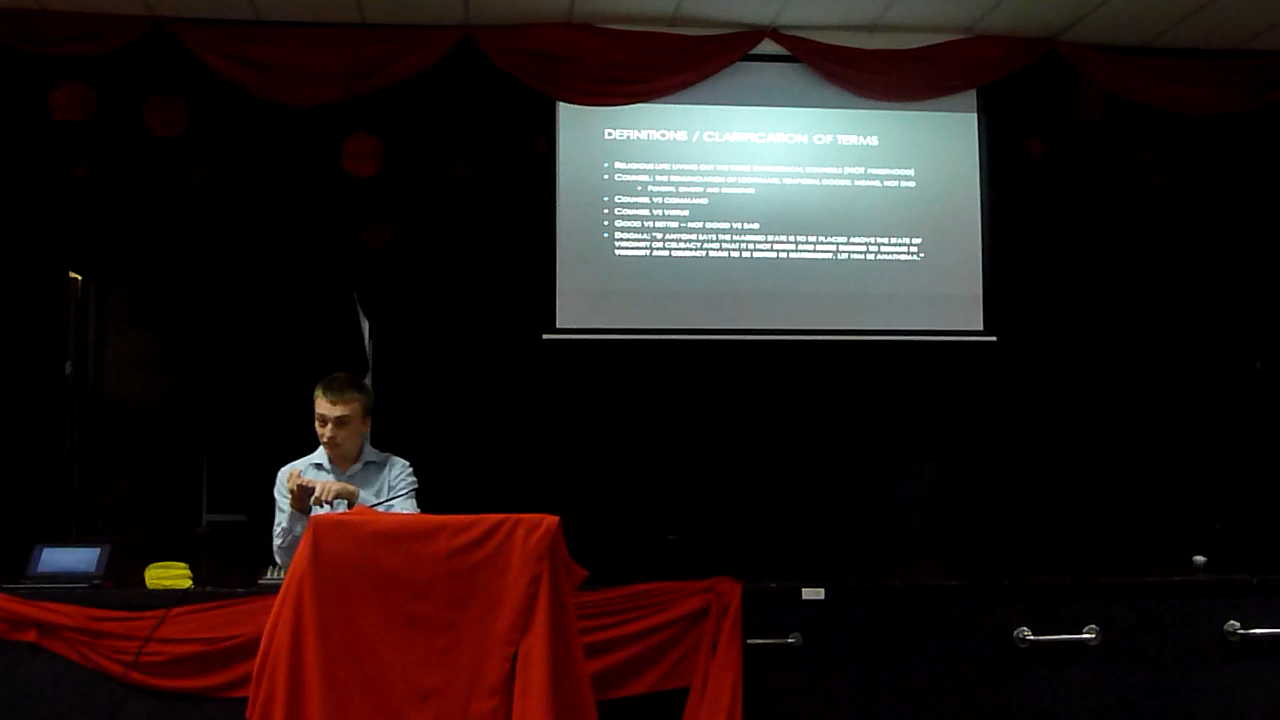 DEFINITIONS / CLARIFICATION OF TERMS
• RELIGIOUS LIFE: LIVING OUT THE THREE EVANGELICAL COUNSELS (NOT PRIESTHOOD)
• COUNSEL: THE RENUNCIATION OF TEMPORAL GOODS; MEANS, NOT END
• POVERTY, CHASTITY AND OBEDIENCE
• COUNSEL VS COMMAND
• COUNSEL VS VIRTUE
• GOOD VS BETTER – NOT GOOD VS BAD
• DOGMA: "IF ANYONE SAYS THE MARRIED STATE IS TO BE PLACED ABOVE THE STATE OF
VIRGINITY OR CELIBACY AND THAT IT IS NOT BETTER AND MORE BLESSED TO REMAIN IN
VIRGINITY AND CELIBACY THAN TO BE JOINED IN MATRIMONY, LET HIM BE ANATHEMA."